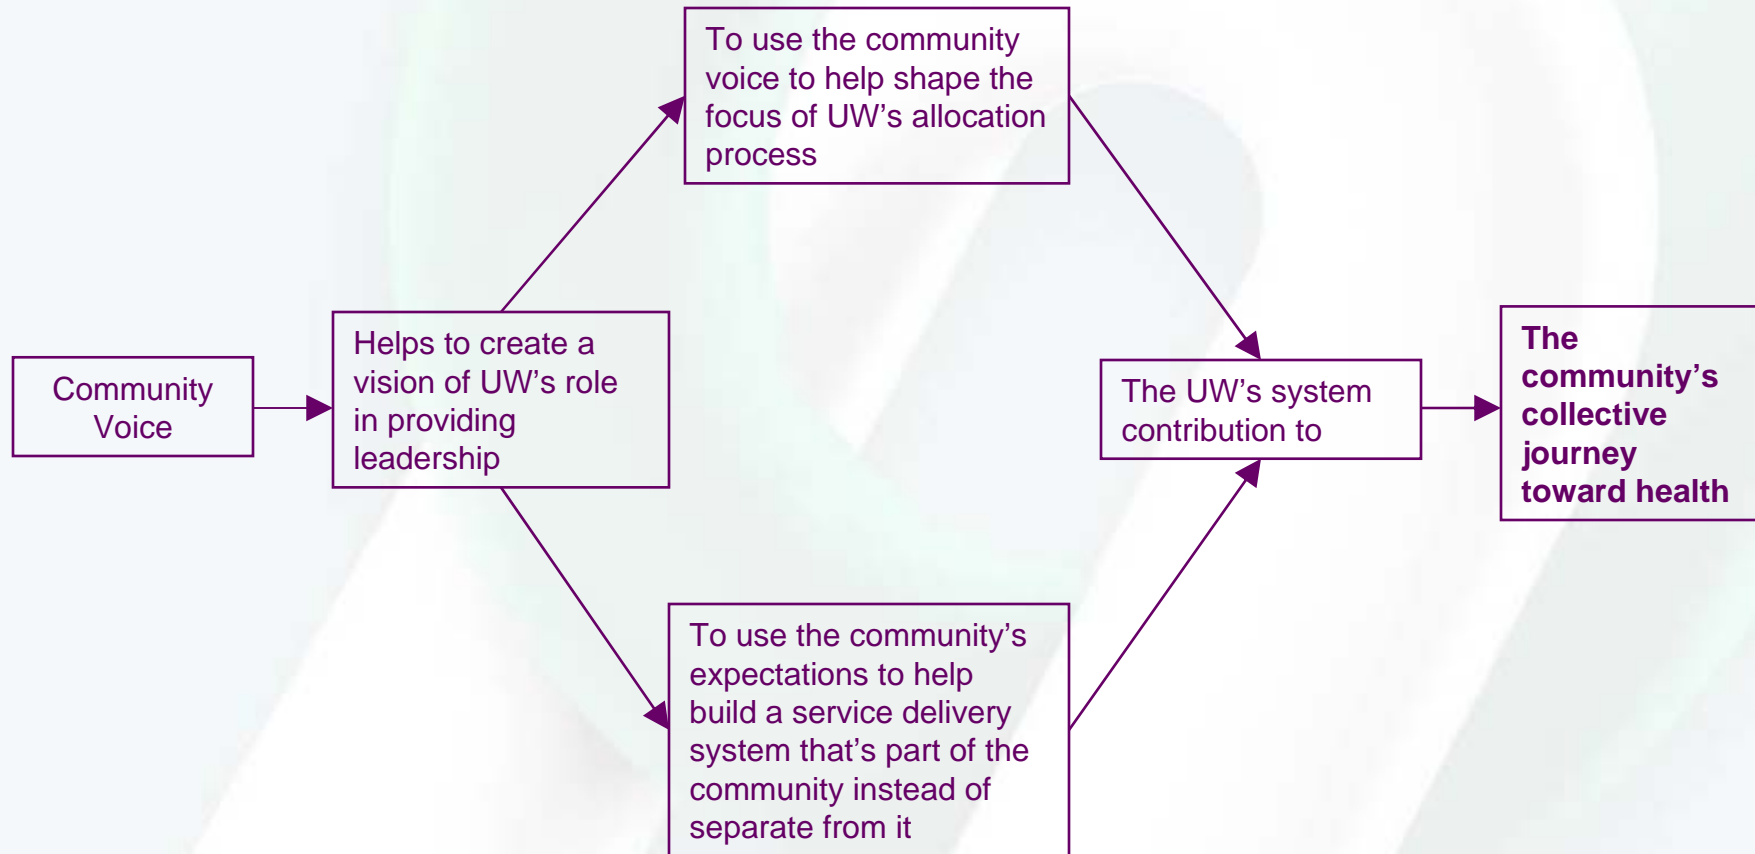 Community
Voice
Helps to create a
vision of UW’s role
in providing
leadership
To use the community
voice to help shape the
focus of UW’s allocation
process
To use the community’s
expectations to help
build a service delivery
system that’s part of the
community instead of
separate from it
The UW’s system
contribution to
The
community’s
collective
journey
toward health